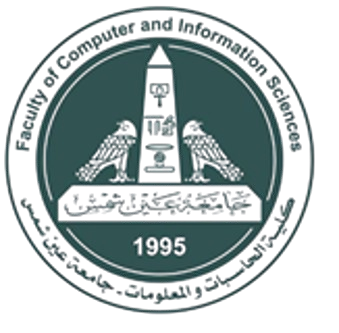 Faculty of Computer and Information Sciences
جامعة عين شمس
1995
كلية الحاسبات والمعلومات - جامعة عين شمس